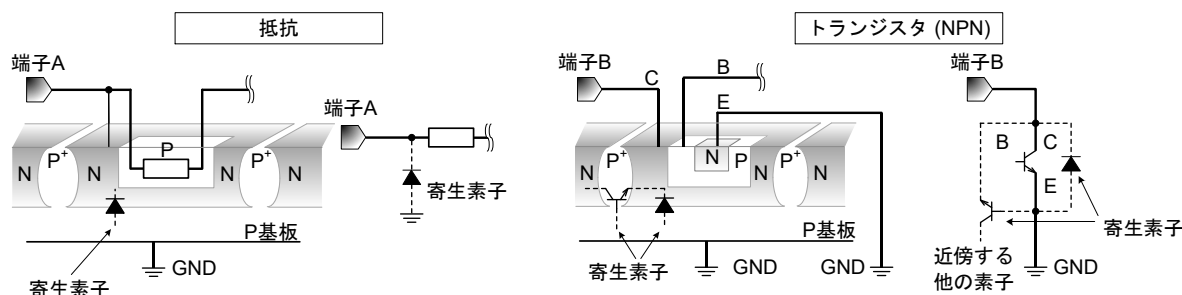 抵抗
端子A
端子A
P
N
P+
N
N
P+
N
寄生素子
P基板
寄生素子
GND
トランジスタ (NPN)
端子B
C
B
E
N
P+
N
N
P
N
P+
N
P基板
寄生素子
GND
GND
端子B
B
C
E
寄生素子
近傍する
他の素子